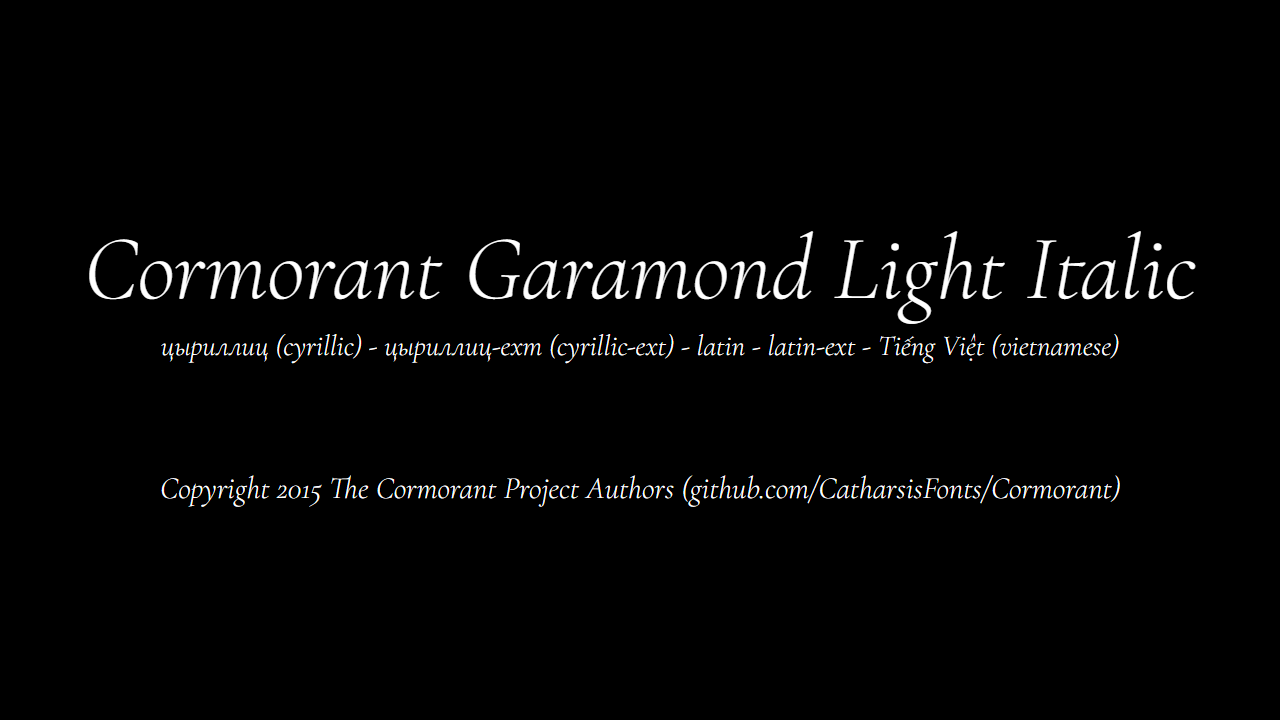 Cormorant Garamond Light Italic
цыриллиц (cyrillic) - цыриллиц-ext (cyrillic-ext) - latin - latin-ext - Tiếng Việt (vietnamese)
Copyright 2015 The Cormorant Project Authors (github.com/CatharsisFonts/Cormorant)